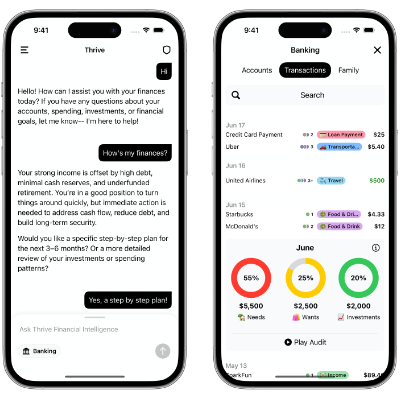 9:41
Thrive
Hi
Hello! How can I assist you with your finances
today? If you have any questions about your
accounts, spending, investments, or financial
goals, let me know-- I'm here to help!
How's my finances?
Your strong income is offset by high debt,
minimal cash reserves, and underfunded
retirement. You're in a good position to turn
things around quickly, but immediate action is
needed to address cash flow, reduce debt, and
build long-term security.
Would you like a specific step-by-step plan for
the next 3–6 months? Or a more detailed
review of your investments or spending
patterns?
Yes, a step by step plan!
Ask Thrive Financial Intelligence
Banking
9:41
Banking
Accounts Transactions Family
Search
Jun 17
Credit Card Payment 2 Loan Payment $25
Uber 3 Transporta... $5.40
Jun 16
United Airlines Travel $500
Jun 15
Starbucks 1 Food & Dri... $4.33
McDonald's 2 Food & Drink $12
June
55% 25% 20%
$5,500 $2,500 $2,000
Needs Wants Investments
Play Audit
May 13
SparkFun 1 Income